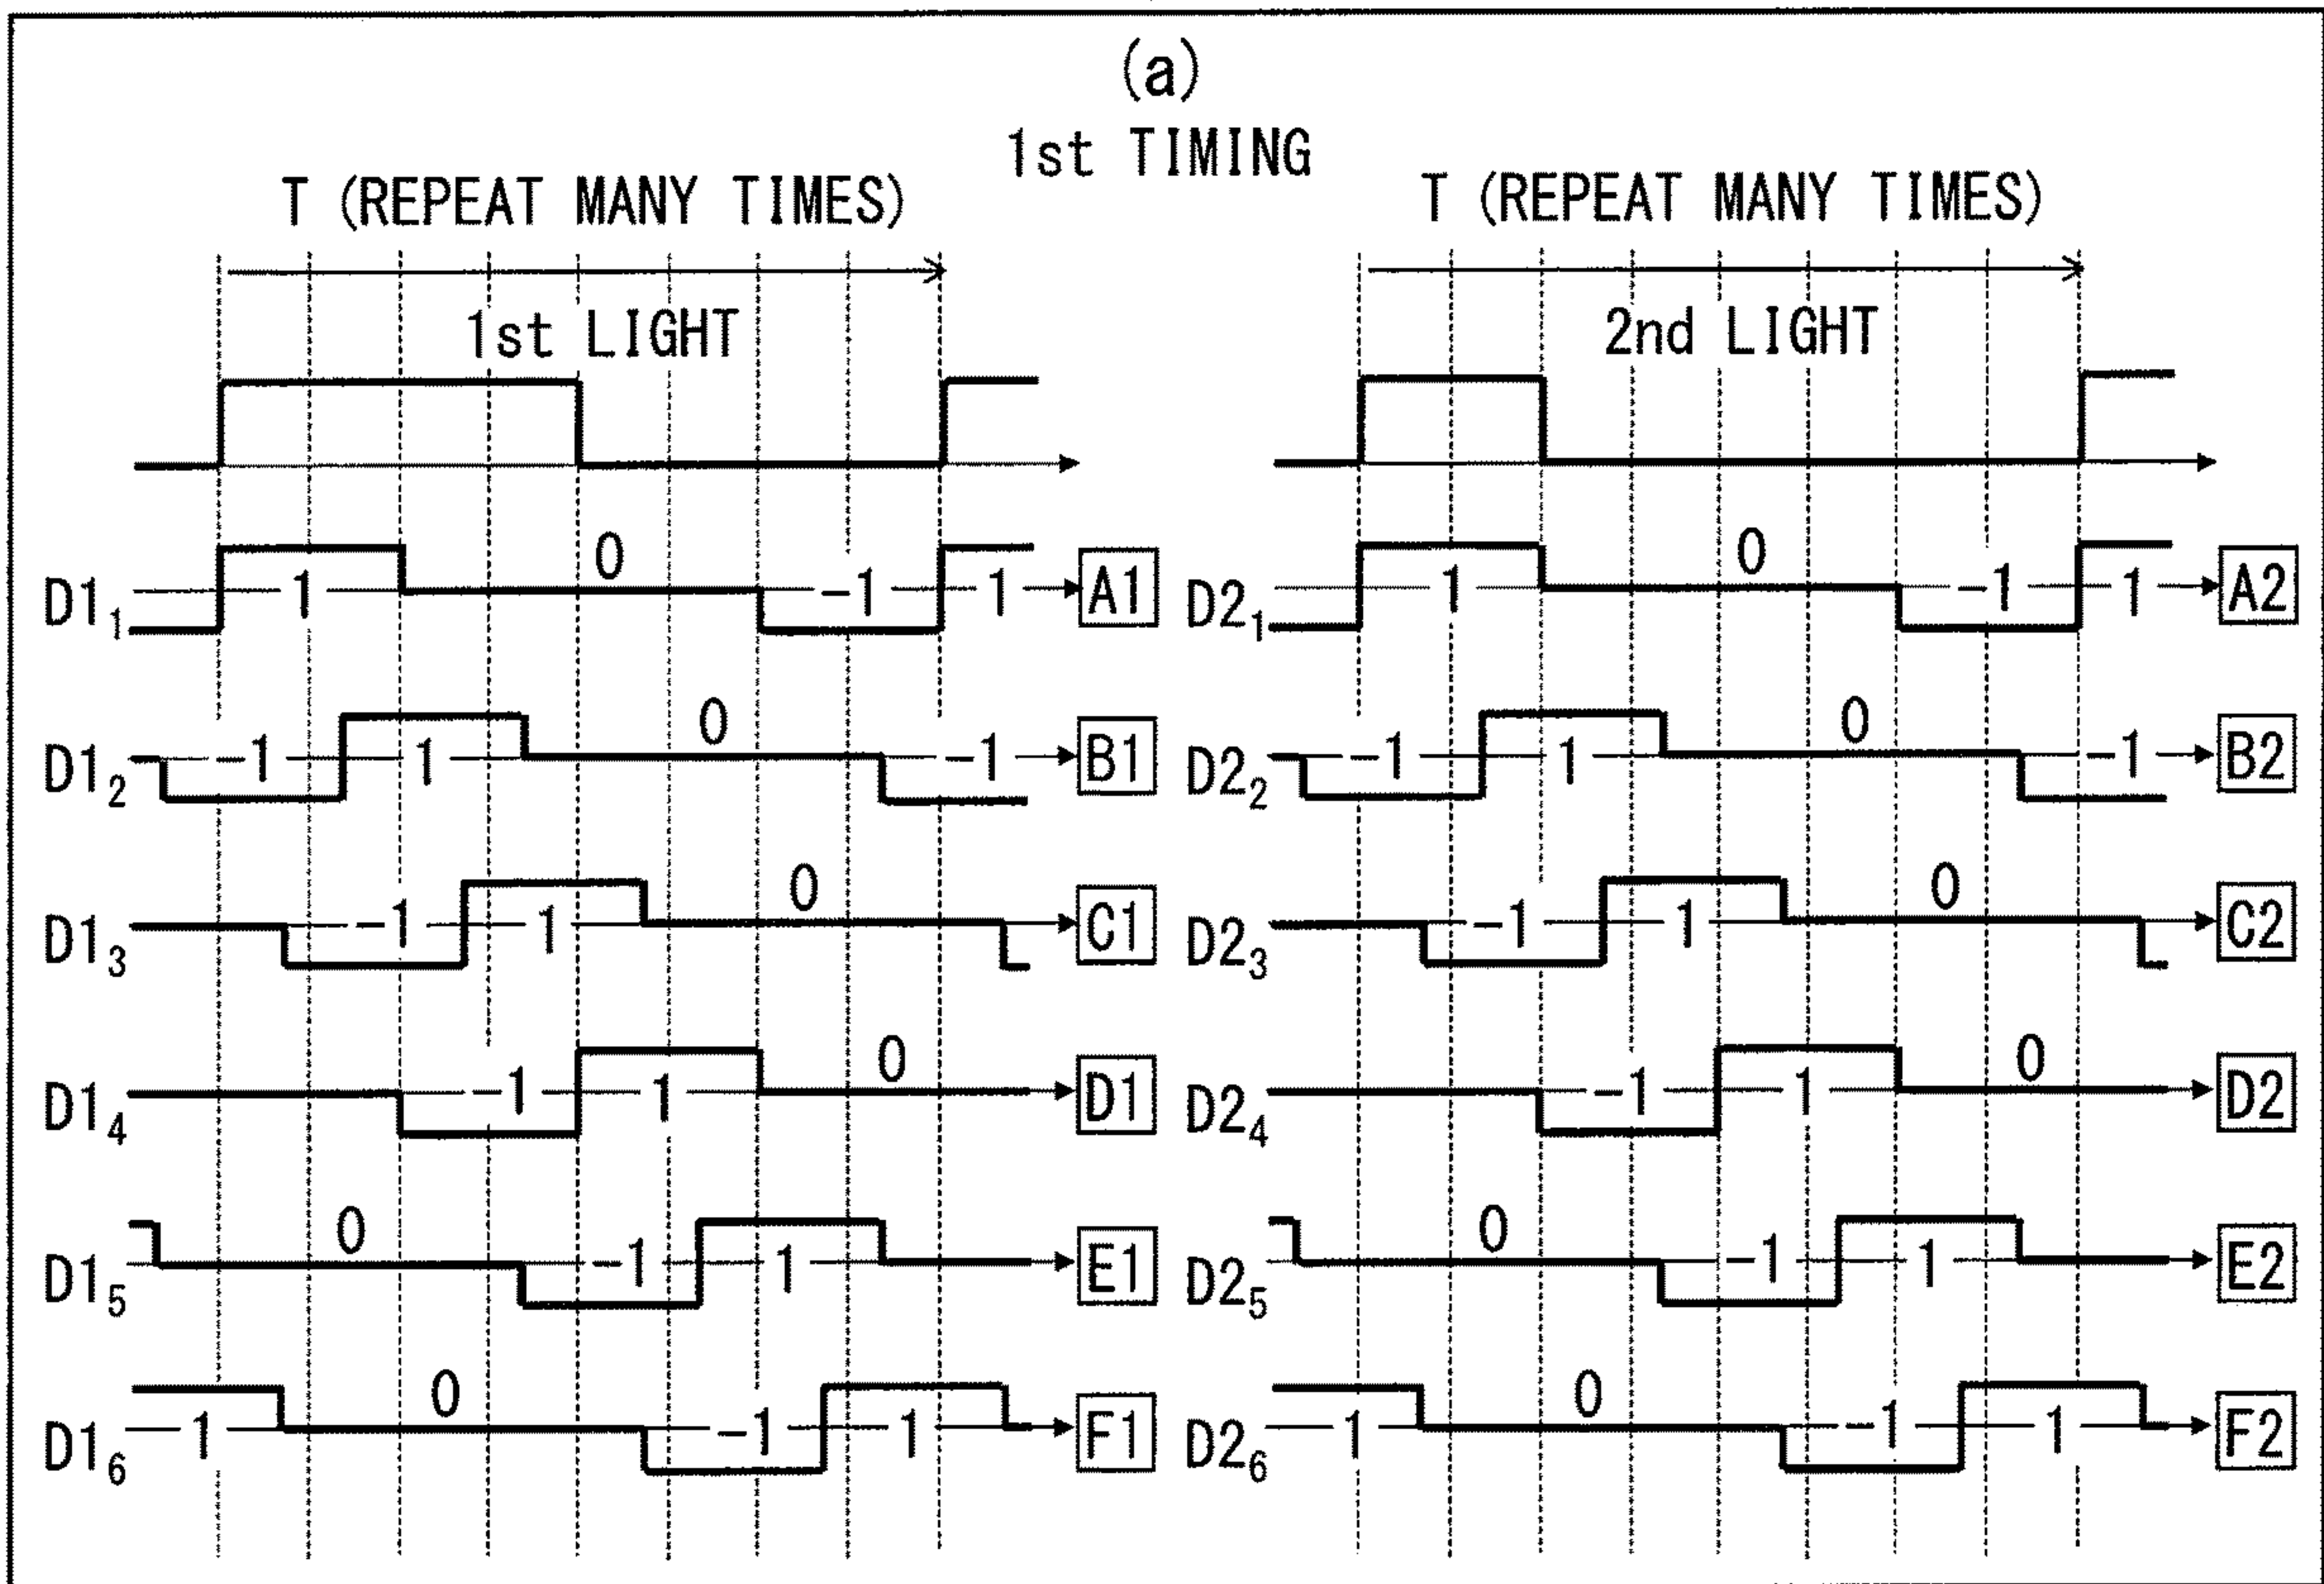 (a)
1st TIMING
T (REPEAT MANY TIMES) T (REPEAT MANY TIMES)
1st LIGHT 2nd LIGHT
D1₁ 1 0 -1 1 A1 D2₁ 1 0 -1 1 A2
D1₂ -1 1 0 -1 B1 D2₂ -1 1 0 -1 B2
D1₃ -1 1 0 C1 D2₃ -1 1 0 C2
D1₄ -1 1 0 D1 D2₄ -1 1 0 D2
D1₅ 0 -1 1 E1 D2₅ 0 -1 1 E2
D1₆ 1 0 -1 1 F1 D2₆ 1 0 -1 1 F2